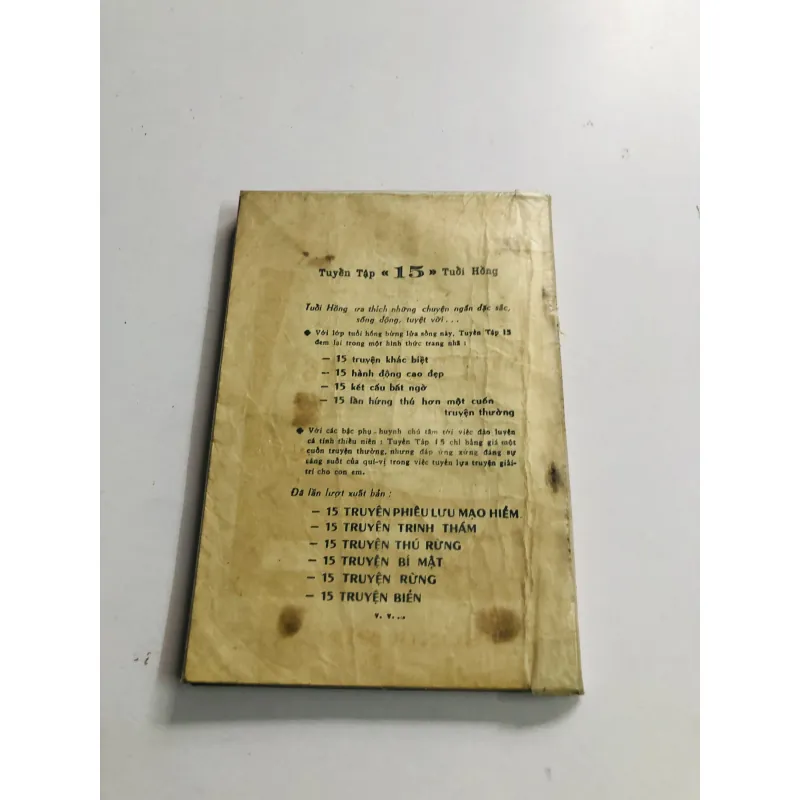 Tuyển Tập « 15 » Tuổi Hồng
Tuổi Hồng ưa thích những chuyện ngắn đặc sắc,
sống động, tuyệt vời...
◆ Với lớp tuổi hồng bừng lửa sống này, Tuyển Tập 15
đem lại trong một hình thức trang nhã :
— 15 truyện khác biệt
— 15 hành động cao đẹp
— 15 kết cấu bất ngờ
— 15 lần hứng thú hơn một cuốn
truyện thường
◆ Với các bậc phụ-huynh chú tâm tới việc đào luyện
cá tính thiếu niên : Tuyển Tập 15 chỉ bằng giá một
cuốn truyện thường, nhưng đáp ứng xứng đáng sự
sáng suốt của quí-vị trong việc tuyển lựa truyện giải-
trí cho con em.
Đã lần lượt xuất bản :
— 15 TRUYỆN PHIÊU LƯU MẠO HIỂM
— 15 TRUYỆN TRINH THÁM
— 15 TRUYỆN THÚ RỪNG
— 15 TRUYỆN BÍ MẬT
— 15 TRUYỆN RỪNG
— 15 TRUYỆN BIỂN
v. v...